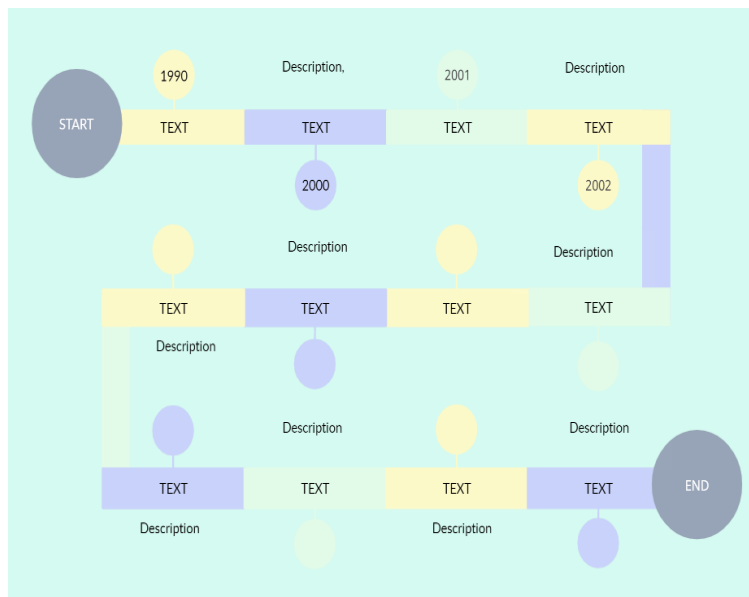 1990
Description,
2001
Description
START
TEXT
TEXT
TEXT
TEXT
2000
2002
Description
Description
TEXT
TEXT
TEXT
TEXT
Description
Description
Description
TEXT
TEXT
TEXT
TEXT
END
Description
Description